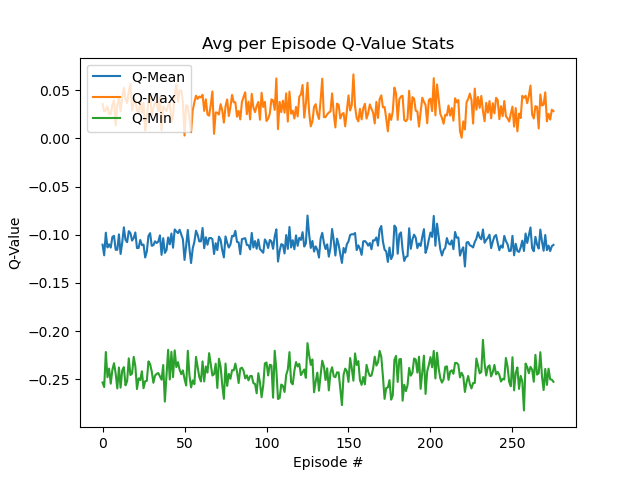 Avg per Episode Q-Value Stats
Q-Mean
Q-Max
Q-Min
0.05
0.00
−0.05
−0.10
−0.15
−0.20
−0.25
Q-Value
0 50 100 150 200 250
Episode #